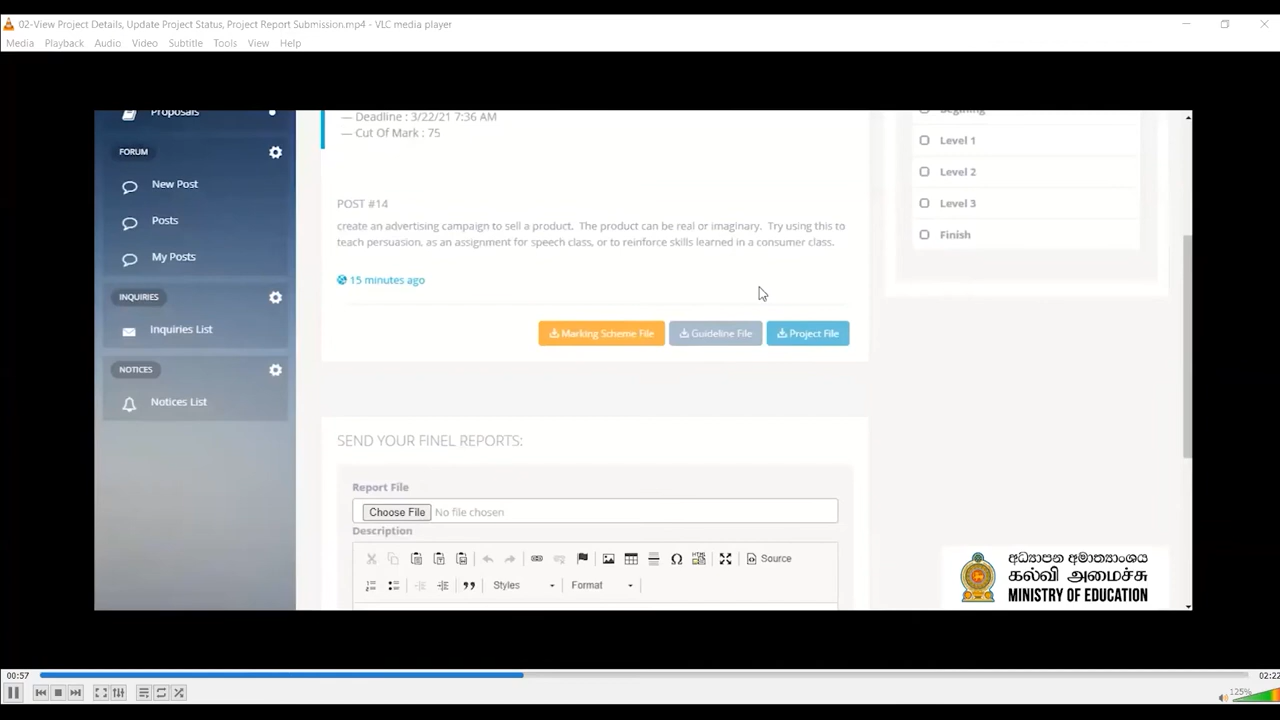 02-View Project Details, Update Project Status, Project Report Submission.mp4 - VLC media player
Media Playback Audio Video Subtitle Tools View Help
Proposals
FORUM
New Post
Posts
My Posts
INQUIRIES
Inquiries List
NOTICES
Notices List
— Deadline : 3/22/21 7:36 AM
— Cut Of Mark : 75
POST #14
create an advertising campaign to sell a product. The product can be real or imaginary. Try using this to
teach persuasion, as an assignment for speech class, or to reinforce skills learned in a consumer class.
15 minutes ago
Marking Scheme File Guideline File Project File
SEND YOUR FINEL REPORTS:
Report File
Choose File No file chosen
Description
Source
Styles Format
Begining
Level 1
Level 2
Level 3
Finish
අධ්‍යාපන අමාත්‍යාංශය
கல்வி அமைச்சு
MINISTRY OF EDUCATION
00:57
02:22
125%